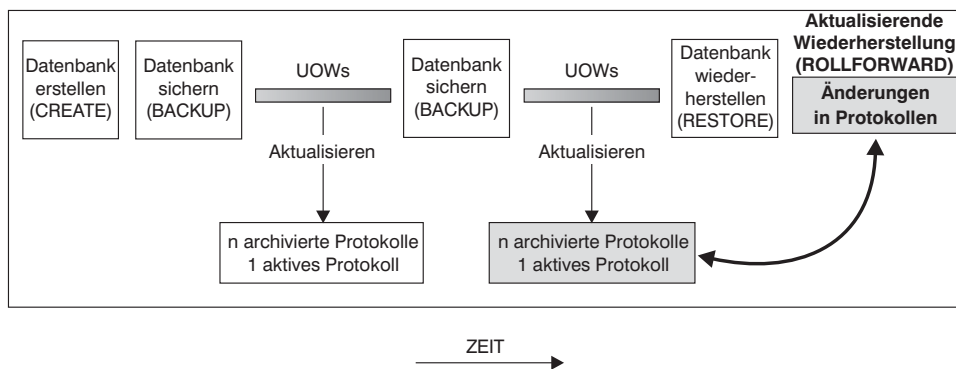 Datenbank
erstellen
(CREATE)
Datenbank
sichern
(BACKUP)
UOWs
Aktualisieren
n archivierte Protokolle
1 aktives Protokoll
Datenbank
sichern
(BACKUP)
UOWs
Aktualisieren
n archivierte Protokolle
1 aktives Protokoll
Datenbank
wieder-
herstellen
(RESTORE)
Aktualisierende
Wiederherstellung
(ROLLFORWARD)
Änderungen
in Protokollen
ZEIT